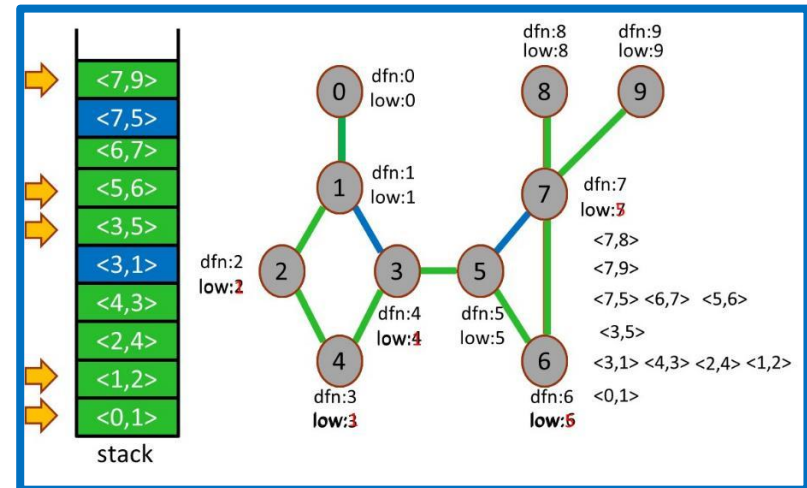 <7,9>
<7,5>
<6,7>
<5,6>
<3,5>
<3,1>
<4,3>
<2,4>
<1,2>
<0,1>
stack
dfn:0
low:0
0
dfn:1
low:1
1
dfn:2
2
3
dfn:4
4
dfn:3
dfn:8
low:8
8
dfn:9
low:9
9
7
dfn:7
5
dfn:5
low:5
6
dfn:6
<7,8>
<7,9>
<7,5> <6,7> <5,6>
<3,5>
<3,1> <4,3> <2,4> <1,2>
<0,1>